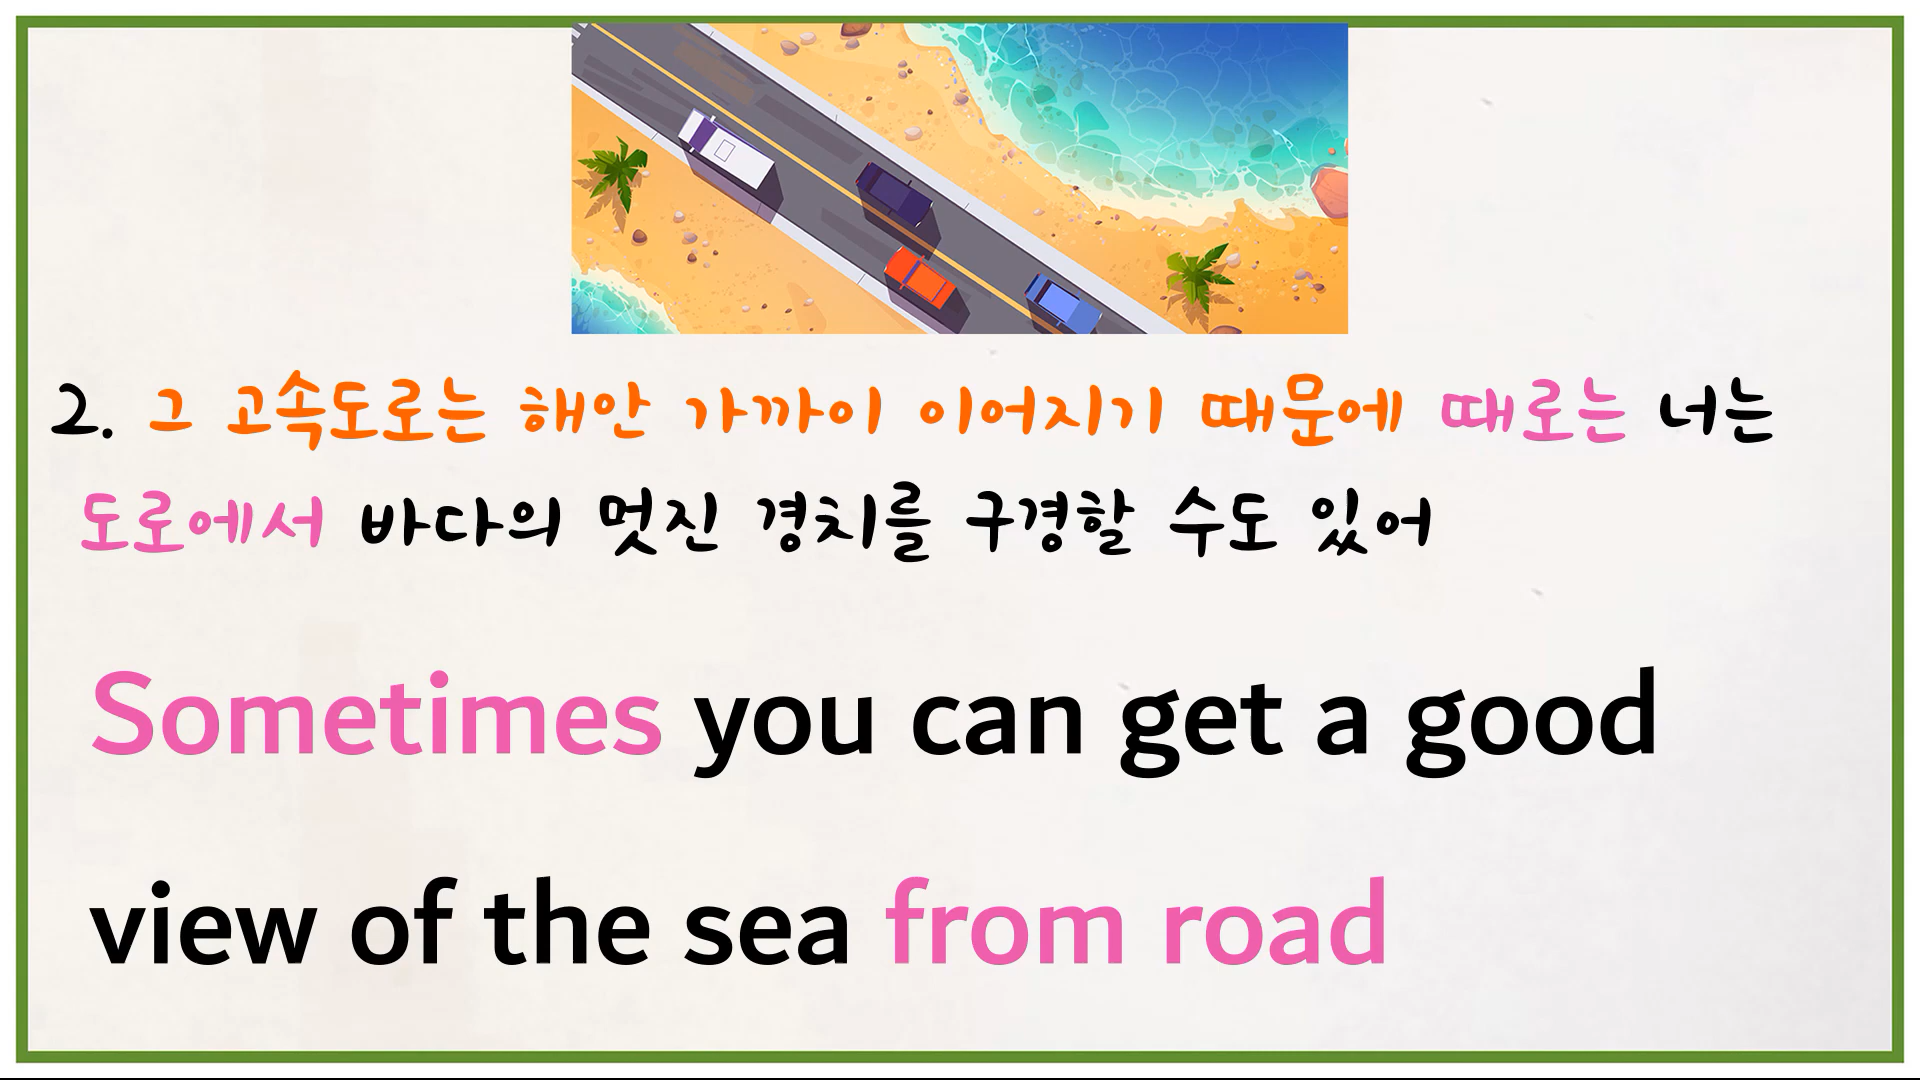 2. 그 고속도로는 해안 가까이 이어지기 때문에 때로는 너는
도로에서 바다의 멋진 경치를 구경할 수도 있어
Sometimes you can get a good
view of the sea from road